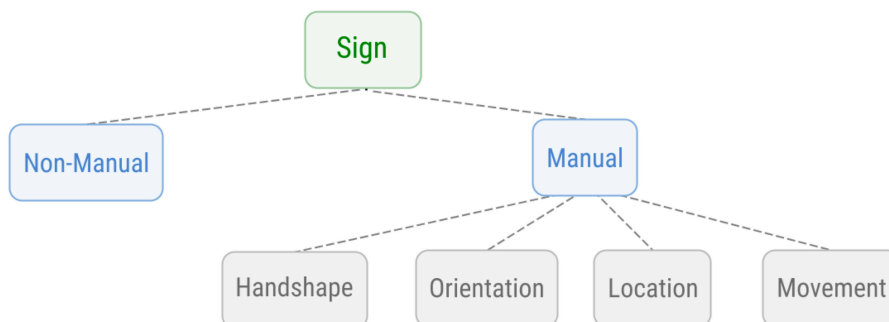 Sign
Non-Manual
Manual
Handshape
Orientation
Location
Movement